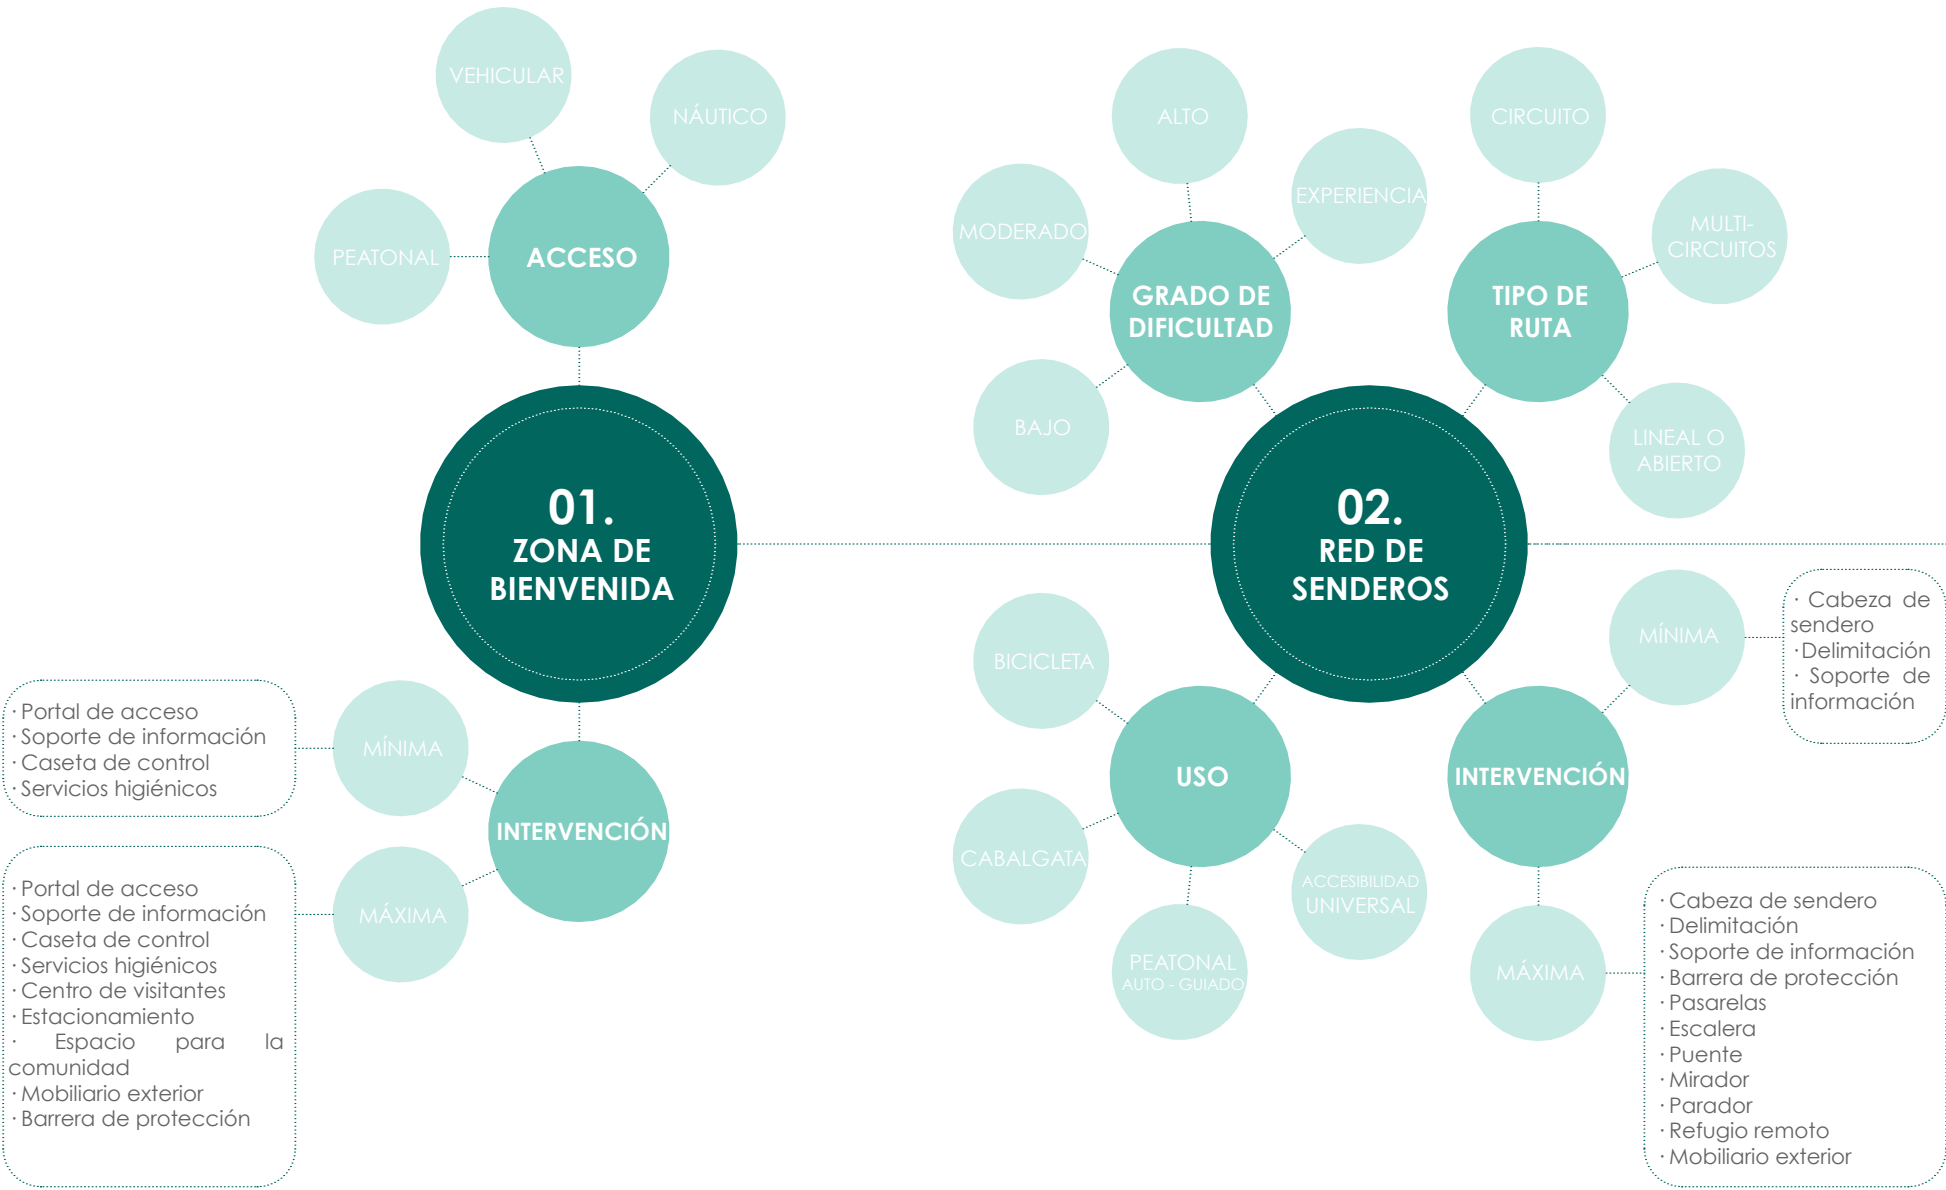 VEHICULAR
NÁUTICO
PEATONAL
ACCESO
01.
ZONA DE
BIENVENIDA
MÍNIMA
· Portal de acceso
· Soporte de información
· Caseta de control
· Servicios higiénicos
INTERVENCIÓN
MÁXIMA
· Portal de acceso
· Soporte de información
· Caseta de control
· Servicios higiénicos
· Centro de visitantes
· Estacionamiento
· Espacio para la
comunidad
· Mobiliario exterior
· Barrera de protección
ALTO
EXPERIENCIA
MODERADO
GRADO DE
DIFICULTAD
BAJO
CIRCUITO
MULTI-
CIRCUITOS
TIPO DE
RUTA
LINEAL O
ABIERTO
02.
RED DE
SENDEROS
BICICLETA
USO
CABALGATA
ACCESIBILIDAD
UNIVERSAL
PEATONAL
AUTO - GUIADO
MÍNIMA
· Cabeza de
sendero
· Delimitación
· Soporte de
información
INTERVENCIÓN
MÁXIMA
· Cabeza de sendero
· Delimitación
· Soporte de información
· Barrera de protección
· Pasarelas
· Escalera
· Puente
· Mirador
· Parador
· Refugio remoto
· Mobiliario exterior